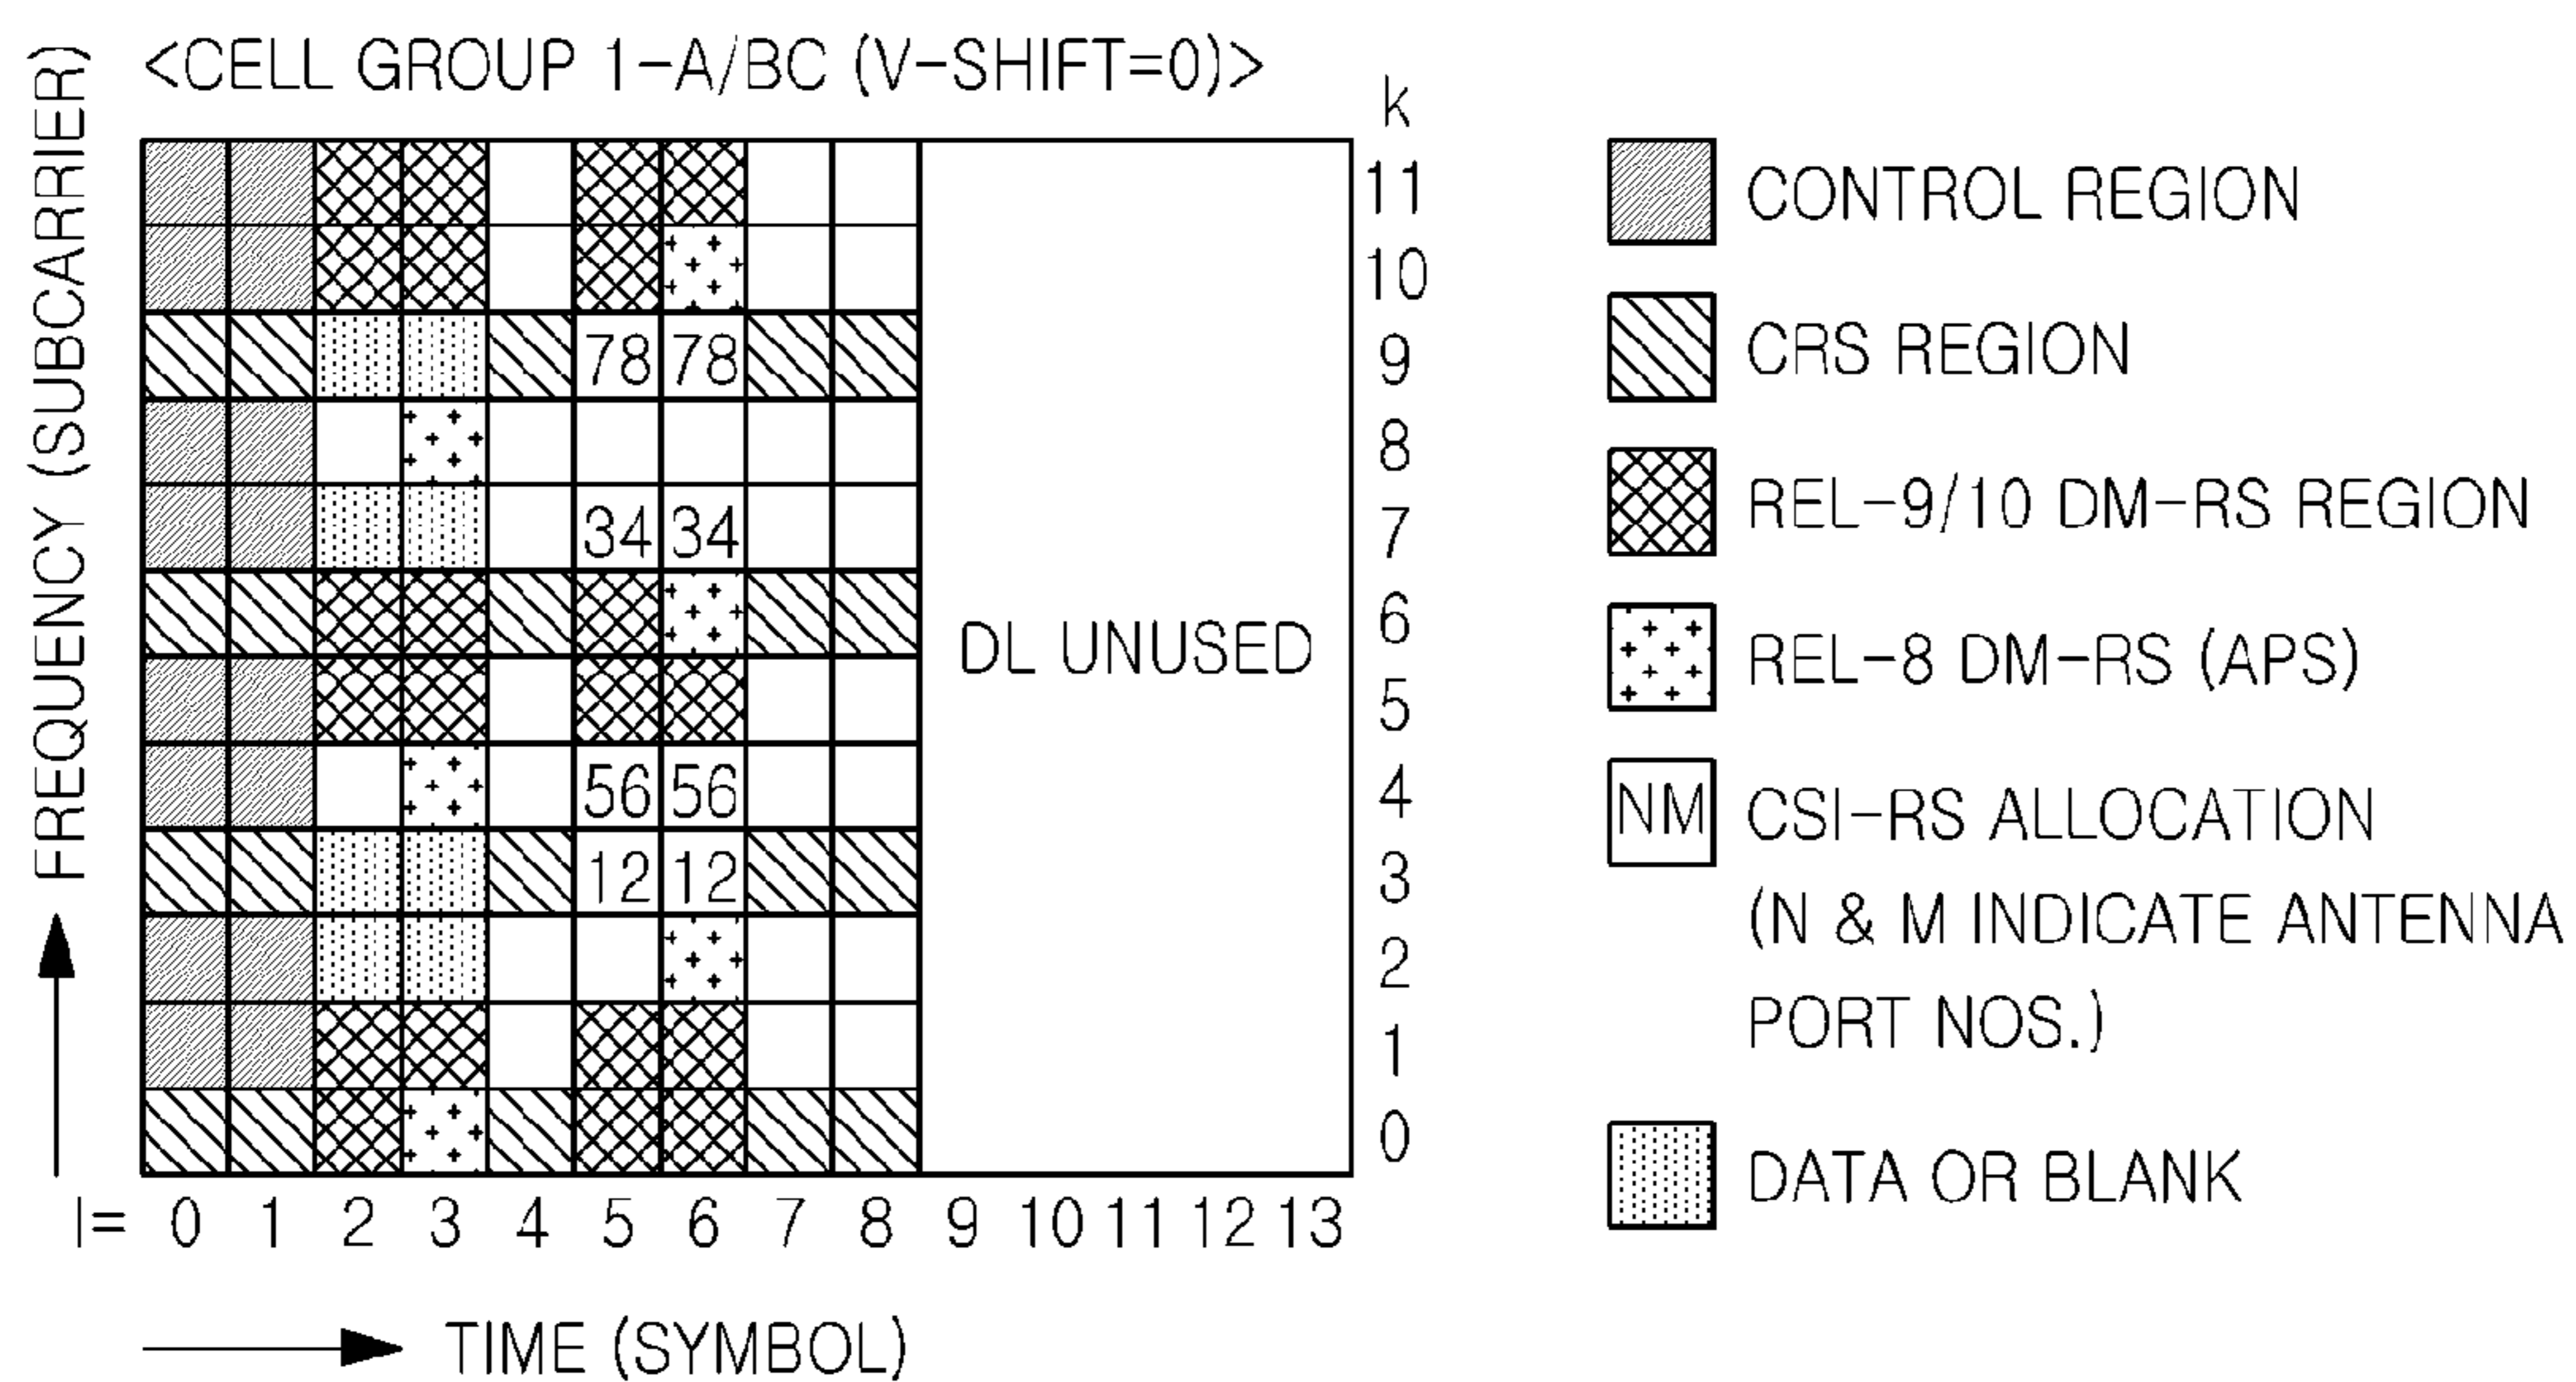 <CELL GROUP 1-A/BC (V-SHIFT=0)>
FREQUENCY (SUBCARRIER)
k
11
10
78 78 9
8
34 34 7
6
DL UNUSED
5
56 56 4
12 12 3
2
1
0
l= 0 1 2 3 4 5 6 7 8 9 10 11 12 13
TIME (SYMBOL)
CONTROL REGION
CRS REGION
REL-9/10 DM-RS REGION
REL-8 DM-RS (APS)
NM CSI-RS ALLOCATION
(N & M INDICATE ANTENNA
PORT NOS.)
DATA OR BLANK